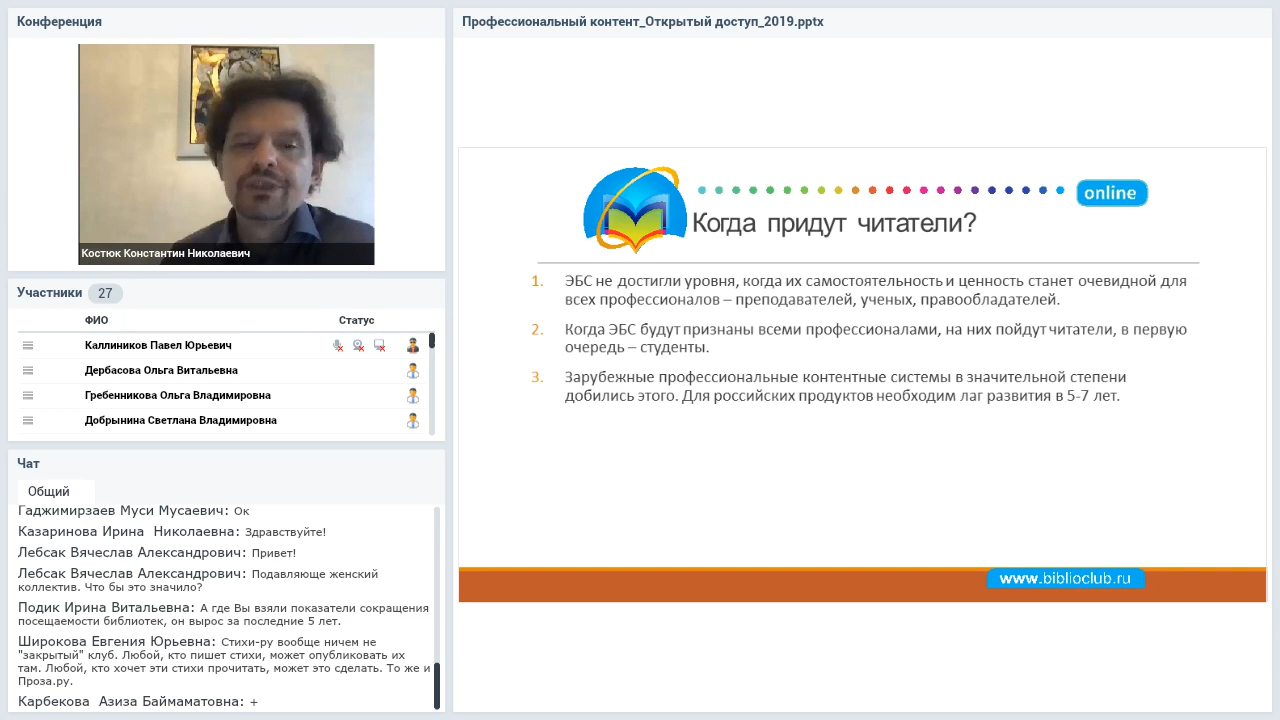 Конференция
Костюк Константин Николаевич
Участники 27
ФИО Статус
Каллиников Павел Юрьевич
Дербасова Ольга Витальевна
Гребенникова Ольга Владимировна
Добрынина Светлана Владимировна
Чат
Общий
Гаджимирзаев Муси Мусаевич: Ок
Казаринова Ирина Николаевна: Здравствуйте!
Лебсак Вячеслав Александрович: Привет!
Лебсак Вячеслав Александрович: Подавляюще женский
коллектив. Что бы это значило?
Подик Ирина Витальевна: А где Вы взяли показатели сокращения
посещаемости библиотек, он вырос за последние 5 лет.
Широкова Евгения Юрьевна: Стихи-ру вообще ничем не
"закрытый" клуб. Любой, кто пишет стихи, может опубликовать их
там. Любой, кто хочет эти стихи прочитать, может это сделать. То же и
Проза.ру.
Карбекова Азиза Баймаматовна: +
Профессиональный контент_Открытый доступ_2019.pptx
online
Когда придут читатели?
1. ЭБС не достигли уровня, когда их самостоятельность и ценность станет очевидной для
всех профессионалов – преподавателей, ученых, правообладателей.
2. Когда ЭБС будут признаны всеми профессионалами, на них пойдут читатели, в первую
очередь – студенты.
3. Зарубежные профессиональные контентные системы в значительной степени
добились этого. Для российских продуктов необходим лаг развития в 5-7 лет.
www.biblioclub.ru